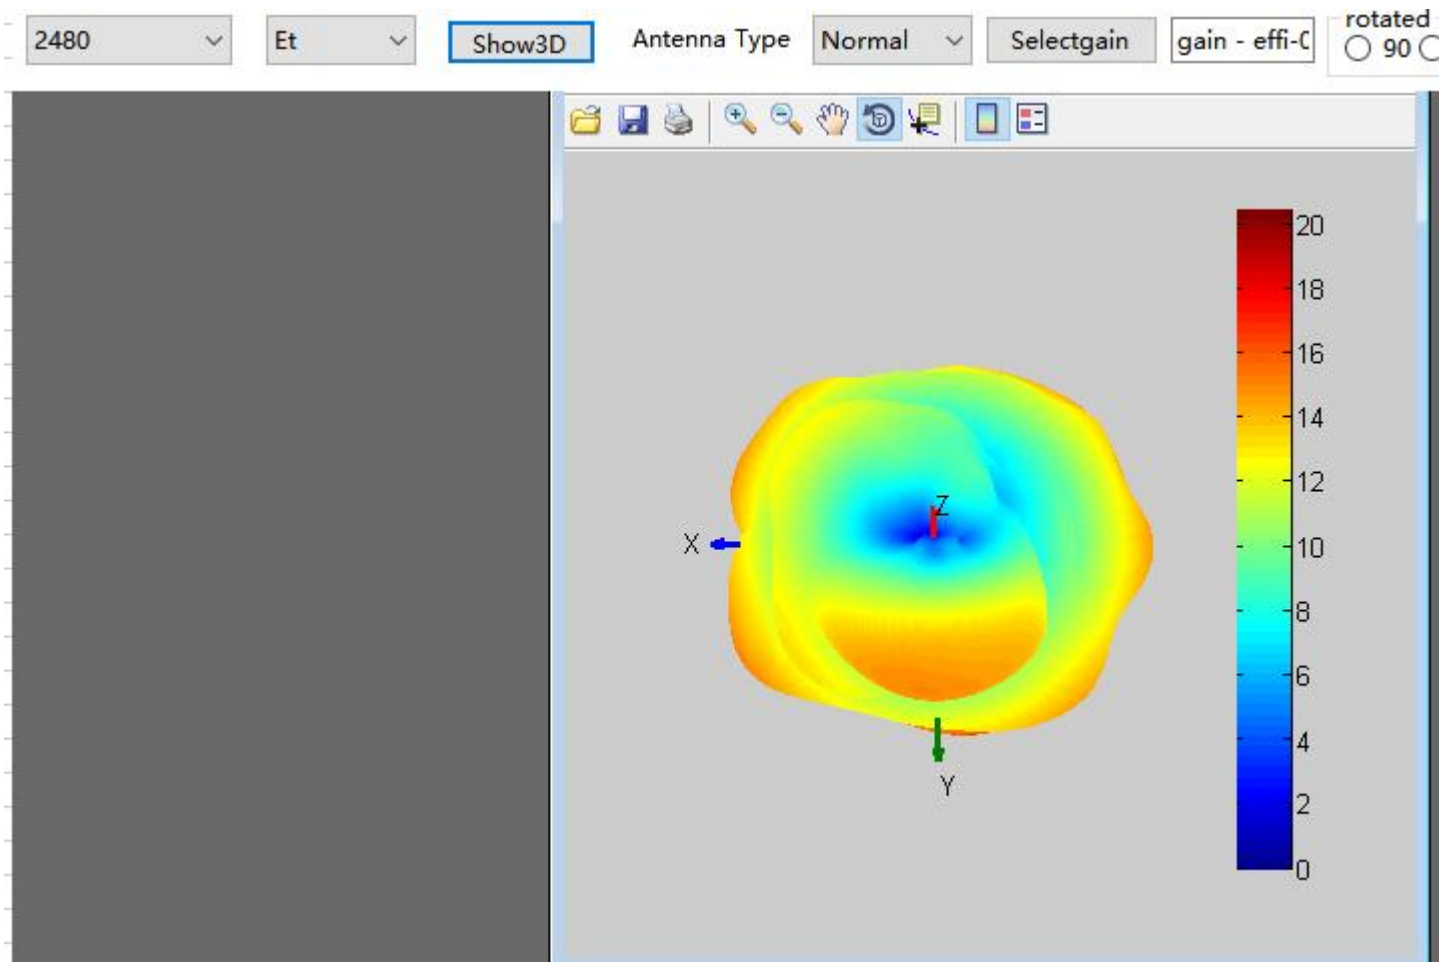 2480
Et
Show3D
Antenna Type
Normal
Selectgain
gain - effi-
rotated
90
20
18
16
14
12
10
8
6
4
2
0
Z
X
Y